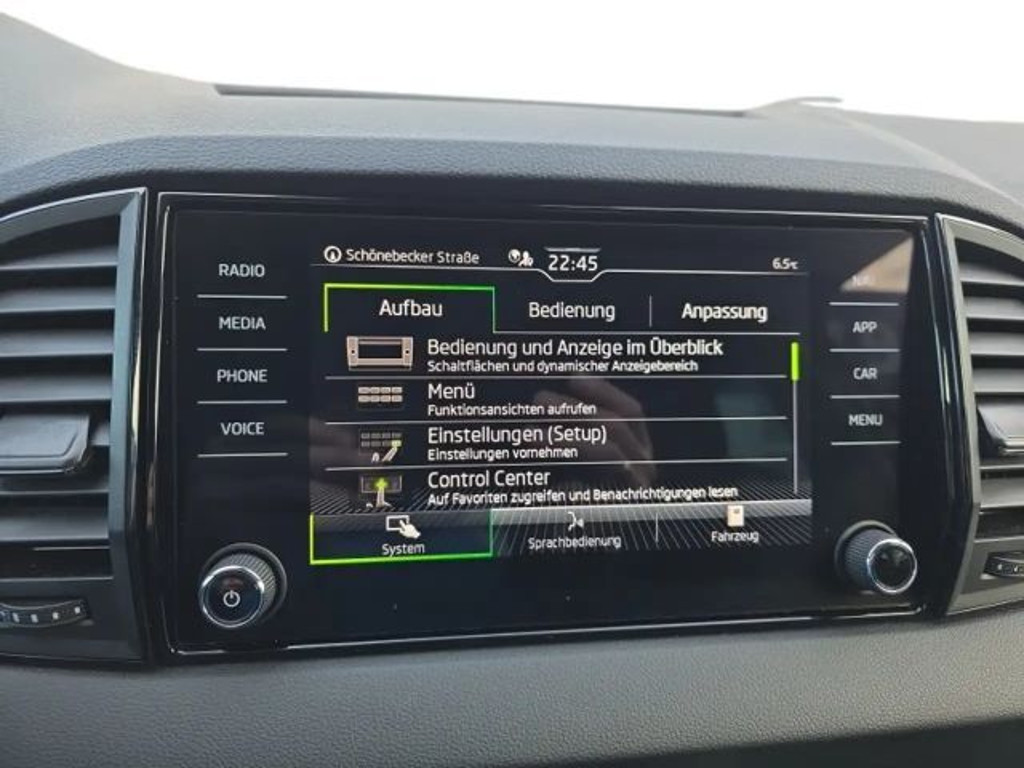 Schönebecker Straße
22:45
6.5°C
RADIO
MEDIA
PHONE
VOICE
Aufbau
Bedienung
Anpassung
Bedienung und Anzeige im Überblick
Schaltflächen und dynamischer Anzeigebereich
Menü
Funktionsansichten aufrufen
Einstellungen (Setup)
Einstellungen vornehmen
Control Center
Auf Favoriten zugreifen und Benachrichtigungen lesen
System
Sprachbedienung
Fahrzeug
NAV
APP
CAR
MENU